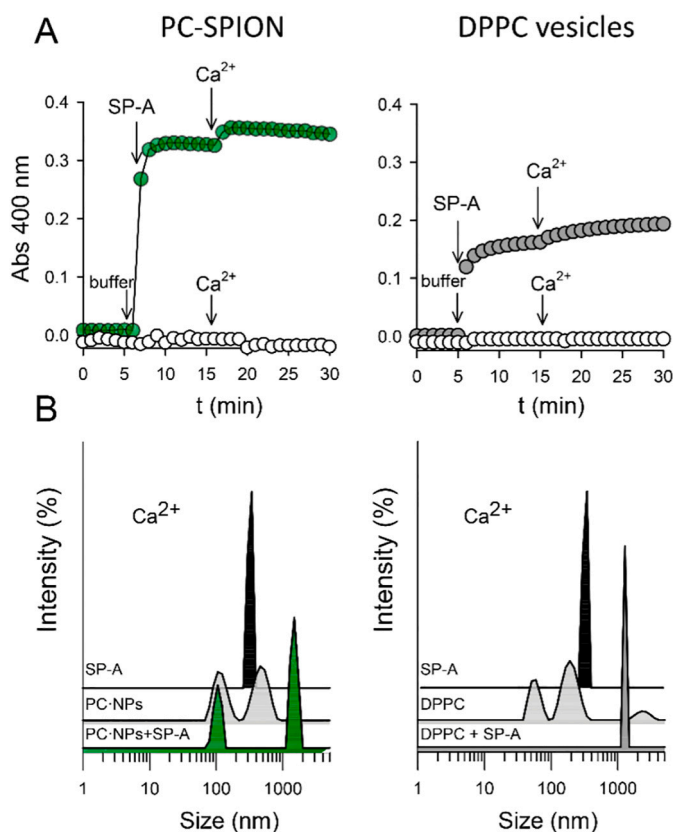 A
PC-SPION
DPPC vesicles
Abs 400 nm
0.4
0.3
0.2
0.1
0.0
SP-A
Ca2+
buffer
Ca2+
0 5 10 15 20 25 30
t (min)
0.4
0.3
0.2
0.1
0.0
SP-A
Ca2+
buffer
Ca2+
0 5 10 15 20 25 30
t (min)
B
Intensity (%)
Ca2+
SP-A
PC·NPs
PC·NPs+SP-A
1 10 100 1000
Size (nm)
Intensity (%)
Ca2+
SP-A
DPPC
DPPC + SP-A
1 10 100 1000
Size (nm)